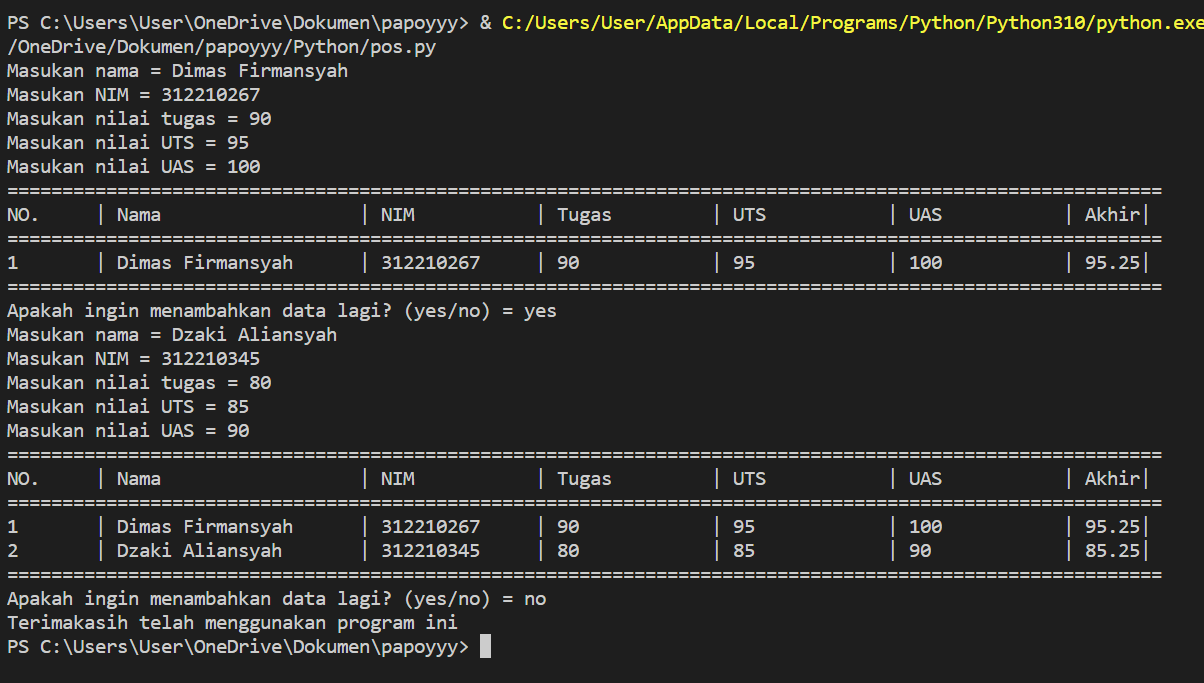 PS C:\Users\User\OneDrive\Dokumen\papoyyy> & C:/Users/User/AppData/Local/Programs/Python/Python310/python.exe
/OneDrive/Dokumen/papoyyy/Python/pos.py
Masukan nama = Dimas Firmansyah
Masukan NIM = 312210267
Masukan nilai tugas = 90
Masukan nilai UTS = 95
Masukan nilai UAS = 100
=========================================================================================================
NO.     | Nama                  | NIM           | Tugas         | UTS           | UAS           | Akhir|
=========================================================================================================
1       | Dimas Firmansyah      | 312210267     | 90            | 95            | 100           | 95.25|
=========================================================================================================
Apakah ingin menambahkan data lagi? (yes/no) = yes
Masukan nama = Dzaki Aliansyah
Masukan NIM = 312210345
Masukan nilai tugas = 80
Masukan nilai UTS = 85
Masukan nilai UAS = 90
=========================================================================================================
NO.     | Nama                  | NIM           | Tugas         | UTS           | UAS           | Akhir|
=========================================================================================================
1       | Dimas Firmansyah      | 312210267     | 90            | 95            | 100           | 95.25|
2       | Dzaki Aliansyah       | 312210345     | 80            | 85            | 90            | 85.25|
=========================================================================================================
Apakah ingin menambahkan data lagi? (yes/no) = no
Terimakasih telah menggunakan program ini
PS C:\Users\User\OneDrive\Dokumen\papoyyy>